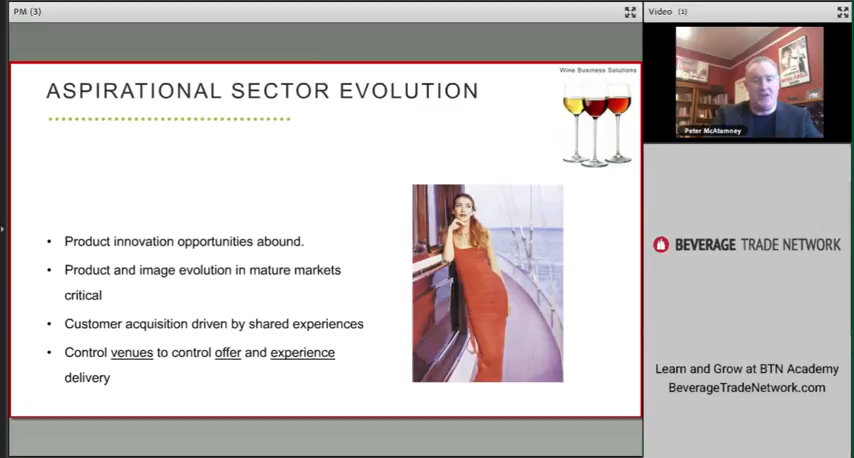 PM (3)
Video (1)
Wine Business Solutions
ASPIRATIONAL SECTOR EVOLUTION
• Product innovation opportunities abound.
• Product and image evolution in mature markets
critical
• Customer acquisition driven by shared experiences
• Control venues to control offer and experience
delivery
Peter McAtamney
BEVERAGE TRADE NETWORK
Learn and Grow at BTN Academy
BeverageTradeNetwork.com